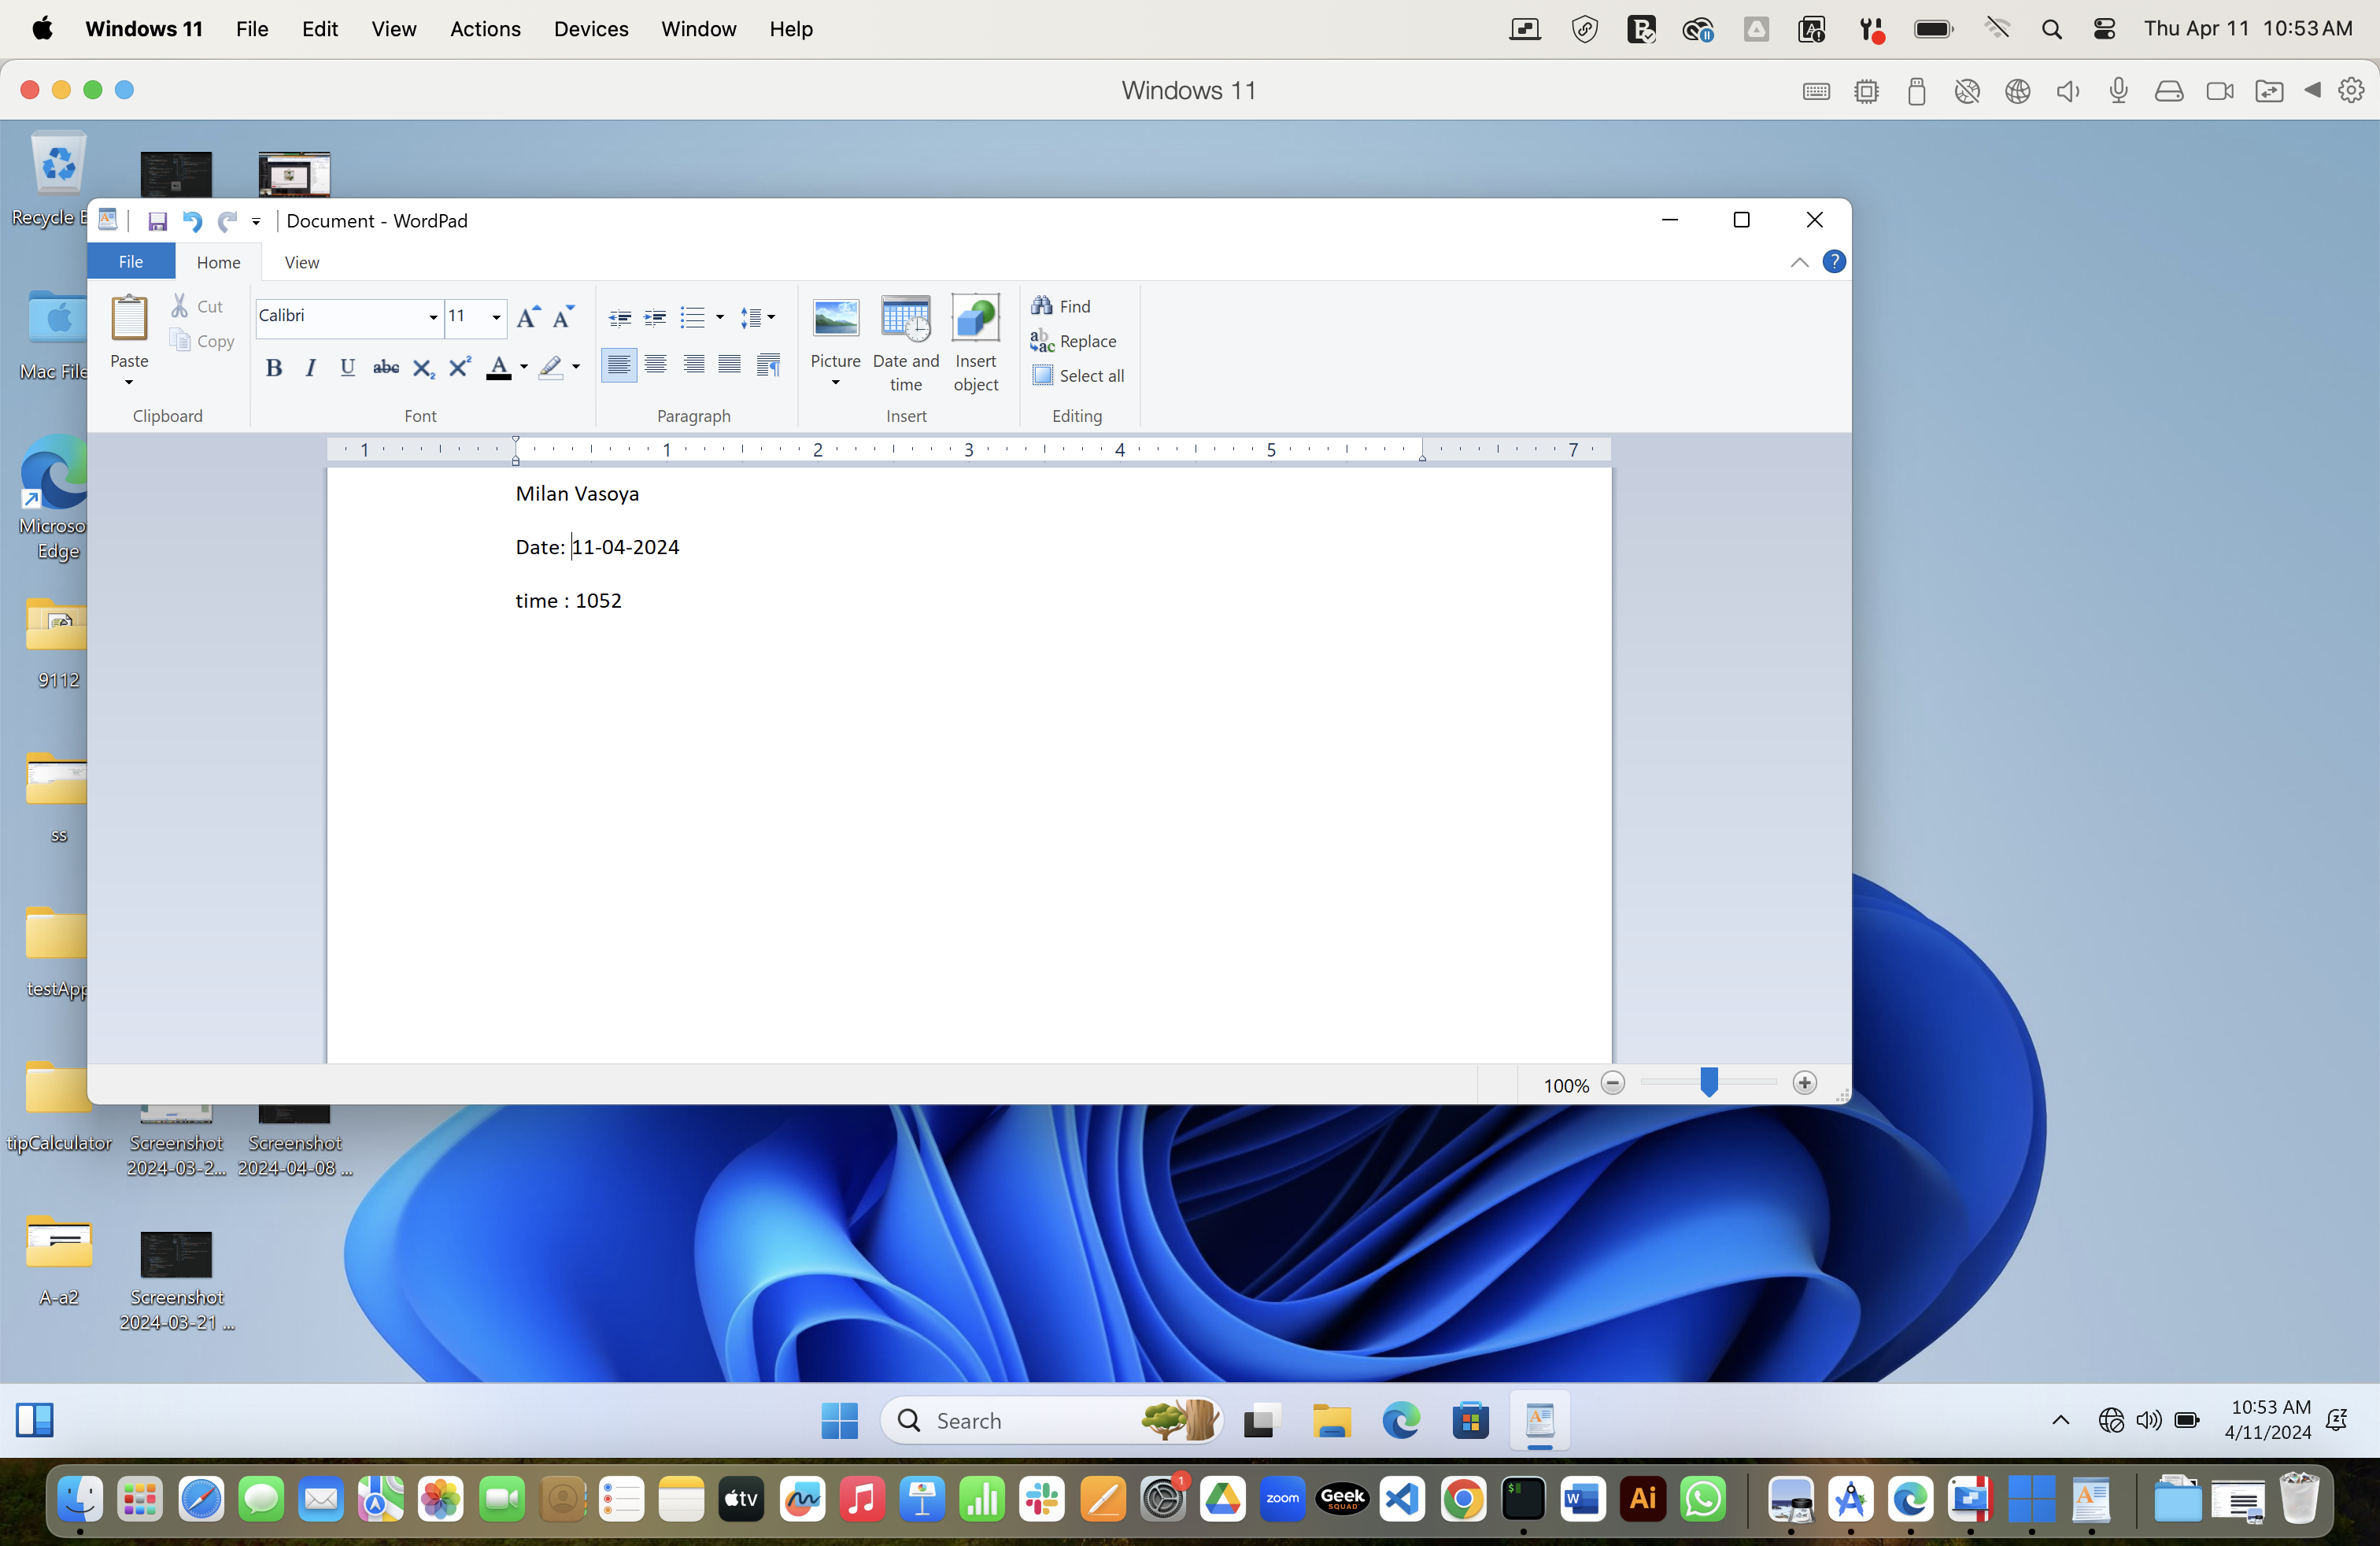 Windows 11 File Edit View Actions Devices Window Help Thu Apr 11 10:53 AM
Windows 11
Document - WordPad
File Home View
Paste
Cut
Copy
Clipboard
Calibri 11
B I U abc X₂ X² A
Font
Paragraph
Picture
Date and time
Insert object
Insert
Find
Replace
Select all
Editing
1 1 2 3 4 5 7
Milan Vasoya
Date: 11-04-2024
time : 1052
100%
Recycle
Mac File
Microso
Edge
9112
ss
testApp
tipCalculator
Screenshot
2024-03-2...
Screenshot
2024-04-08 ...
A-a2
Screenshot
2024-03-21 ...
Search
10:53 AM
4/11/2024
tv
1
zoom
Geek
SQUAD
$
W
Ai